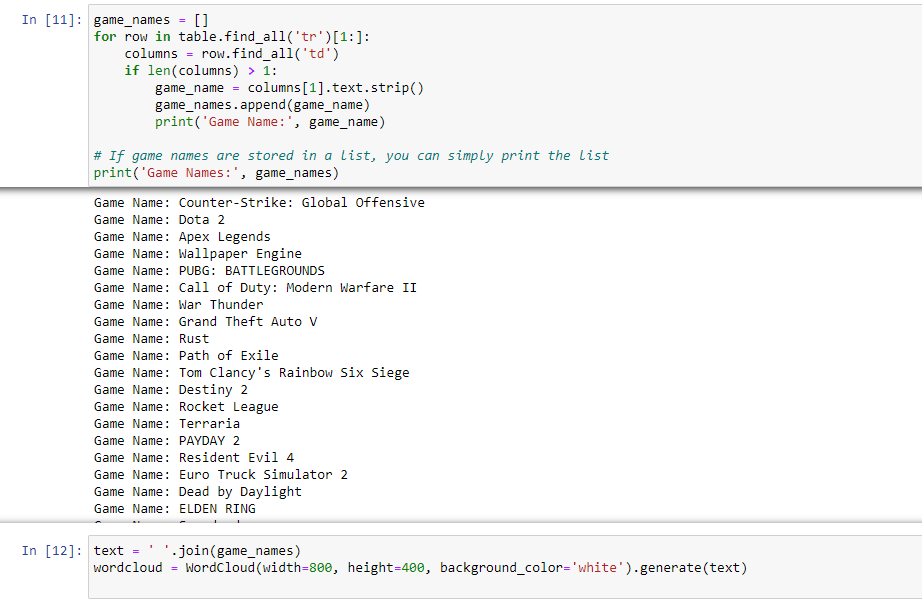 In [11]: game_names = []
for row in table.find_all('tr')[1:]:
    columns = row.find_all('td')
    if len(columns) > 1:
        game_name = columns[1].text.strip()
        game_names.append(game_name)
        print('Game Name:', game_name)

# If game names are stored in a list, you can simply print the list
print('Game Names:', game_names)
Game Name: Counter-Strike: Global Offensive
Game Name: Dota 2
Game Name: Apex Legends
Game Name: Wallpaper Engine
Game Name: PUBG: BATTLEGROUNDS
Game Name: Call of Duty: Modern Warfare II
Game Name: War Thunder
Game Name: Grand Theft Auto V
Game Name: Rust
Game Name: Path of Exile
Game Name: Tom Clancy's Rainbow Six Siege
Game Name: Destiny 2
Game Name: Rocket League
Game Name: Terraria
Game Name: PAYDAY 2
Game Name: Resident Evil 4
Game Name: Euro Truck Simulator 2
Game Name: Dead by Daylight
Game Name: ELDEN RING
In [12]: text = ' '.join(game_names)
wordcloud = WordCloud(width=800, height=400, background_color='white').generate(text)